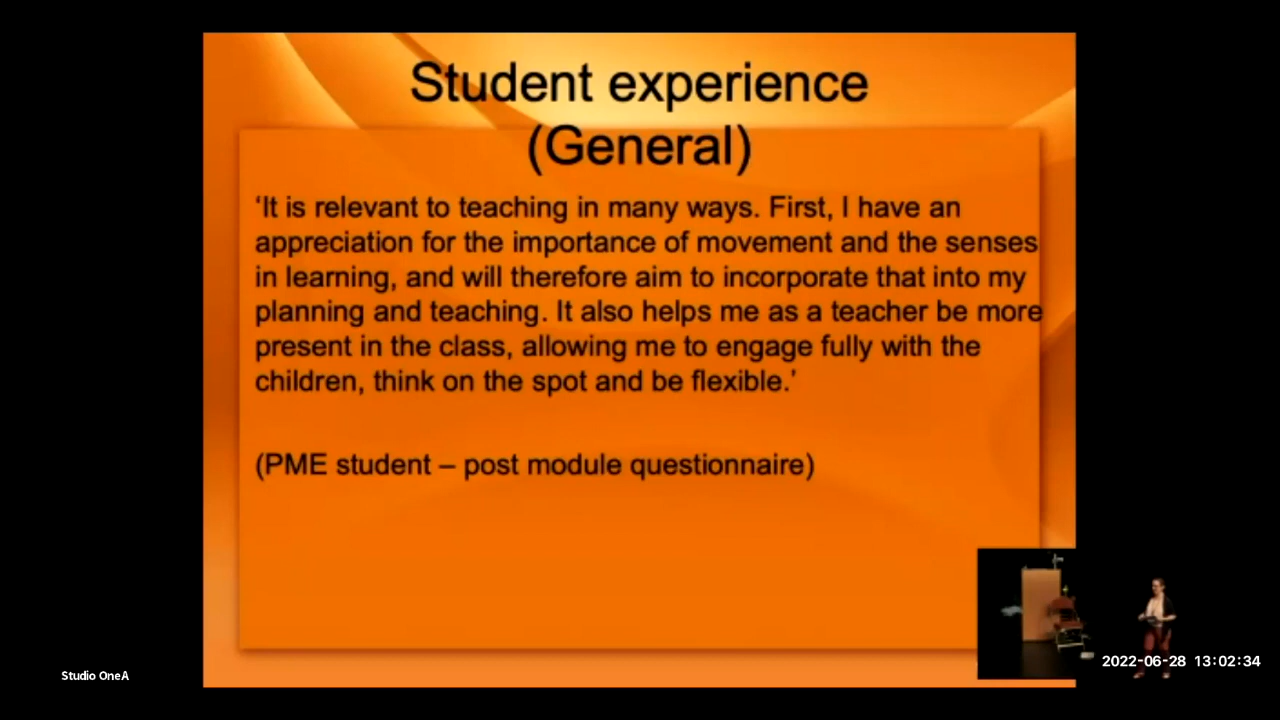 Student experience
(General)
‘It is relevant to teaching in many ways. First, I have an
appreciation for the importance of movement and the senses
in learning, and will therefore aim to incorporate that into my
planning and teaching. It also helps me as a teacher be more
present in the class, allowing me to engage fully with the
children, think on the spot and be flexible.’
(PME student – post module questionnaire)
2022-06-28 13:02:34
Studio OneA